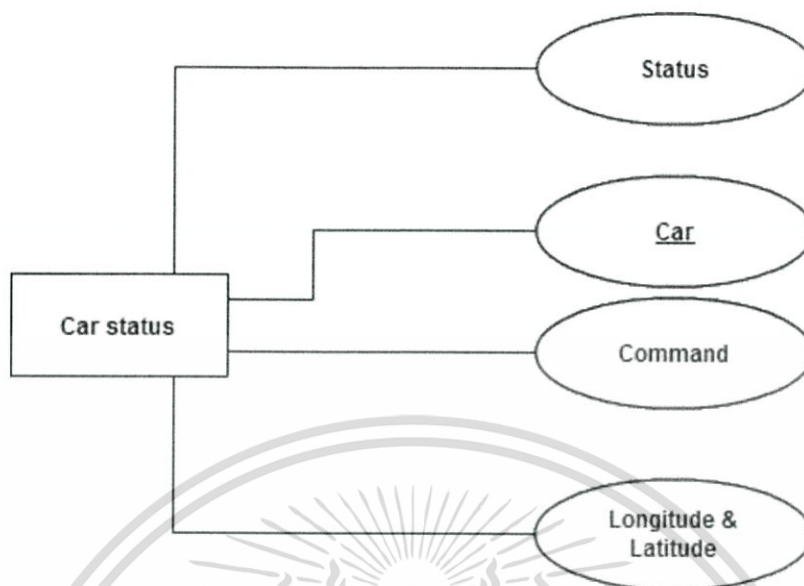 Status
Car
Car status
Command
Longitude &
Latitude